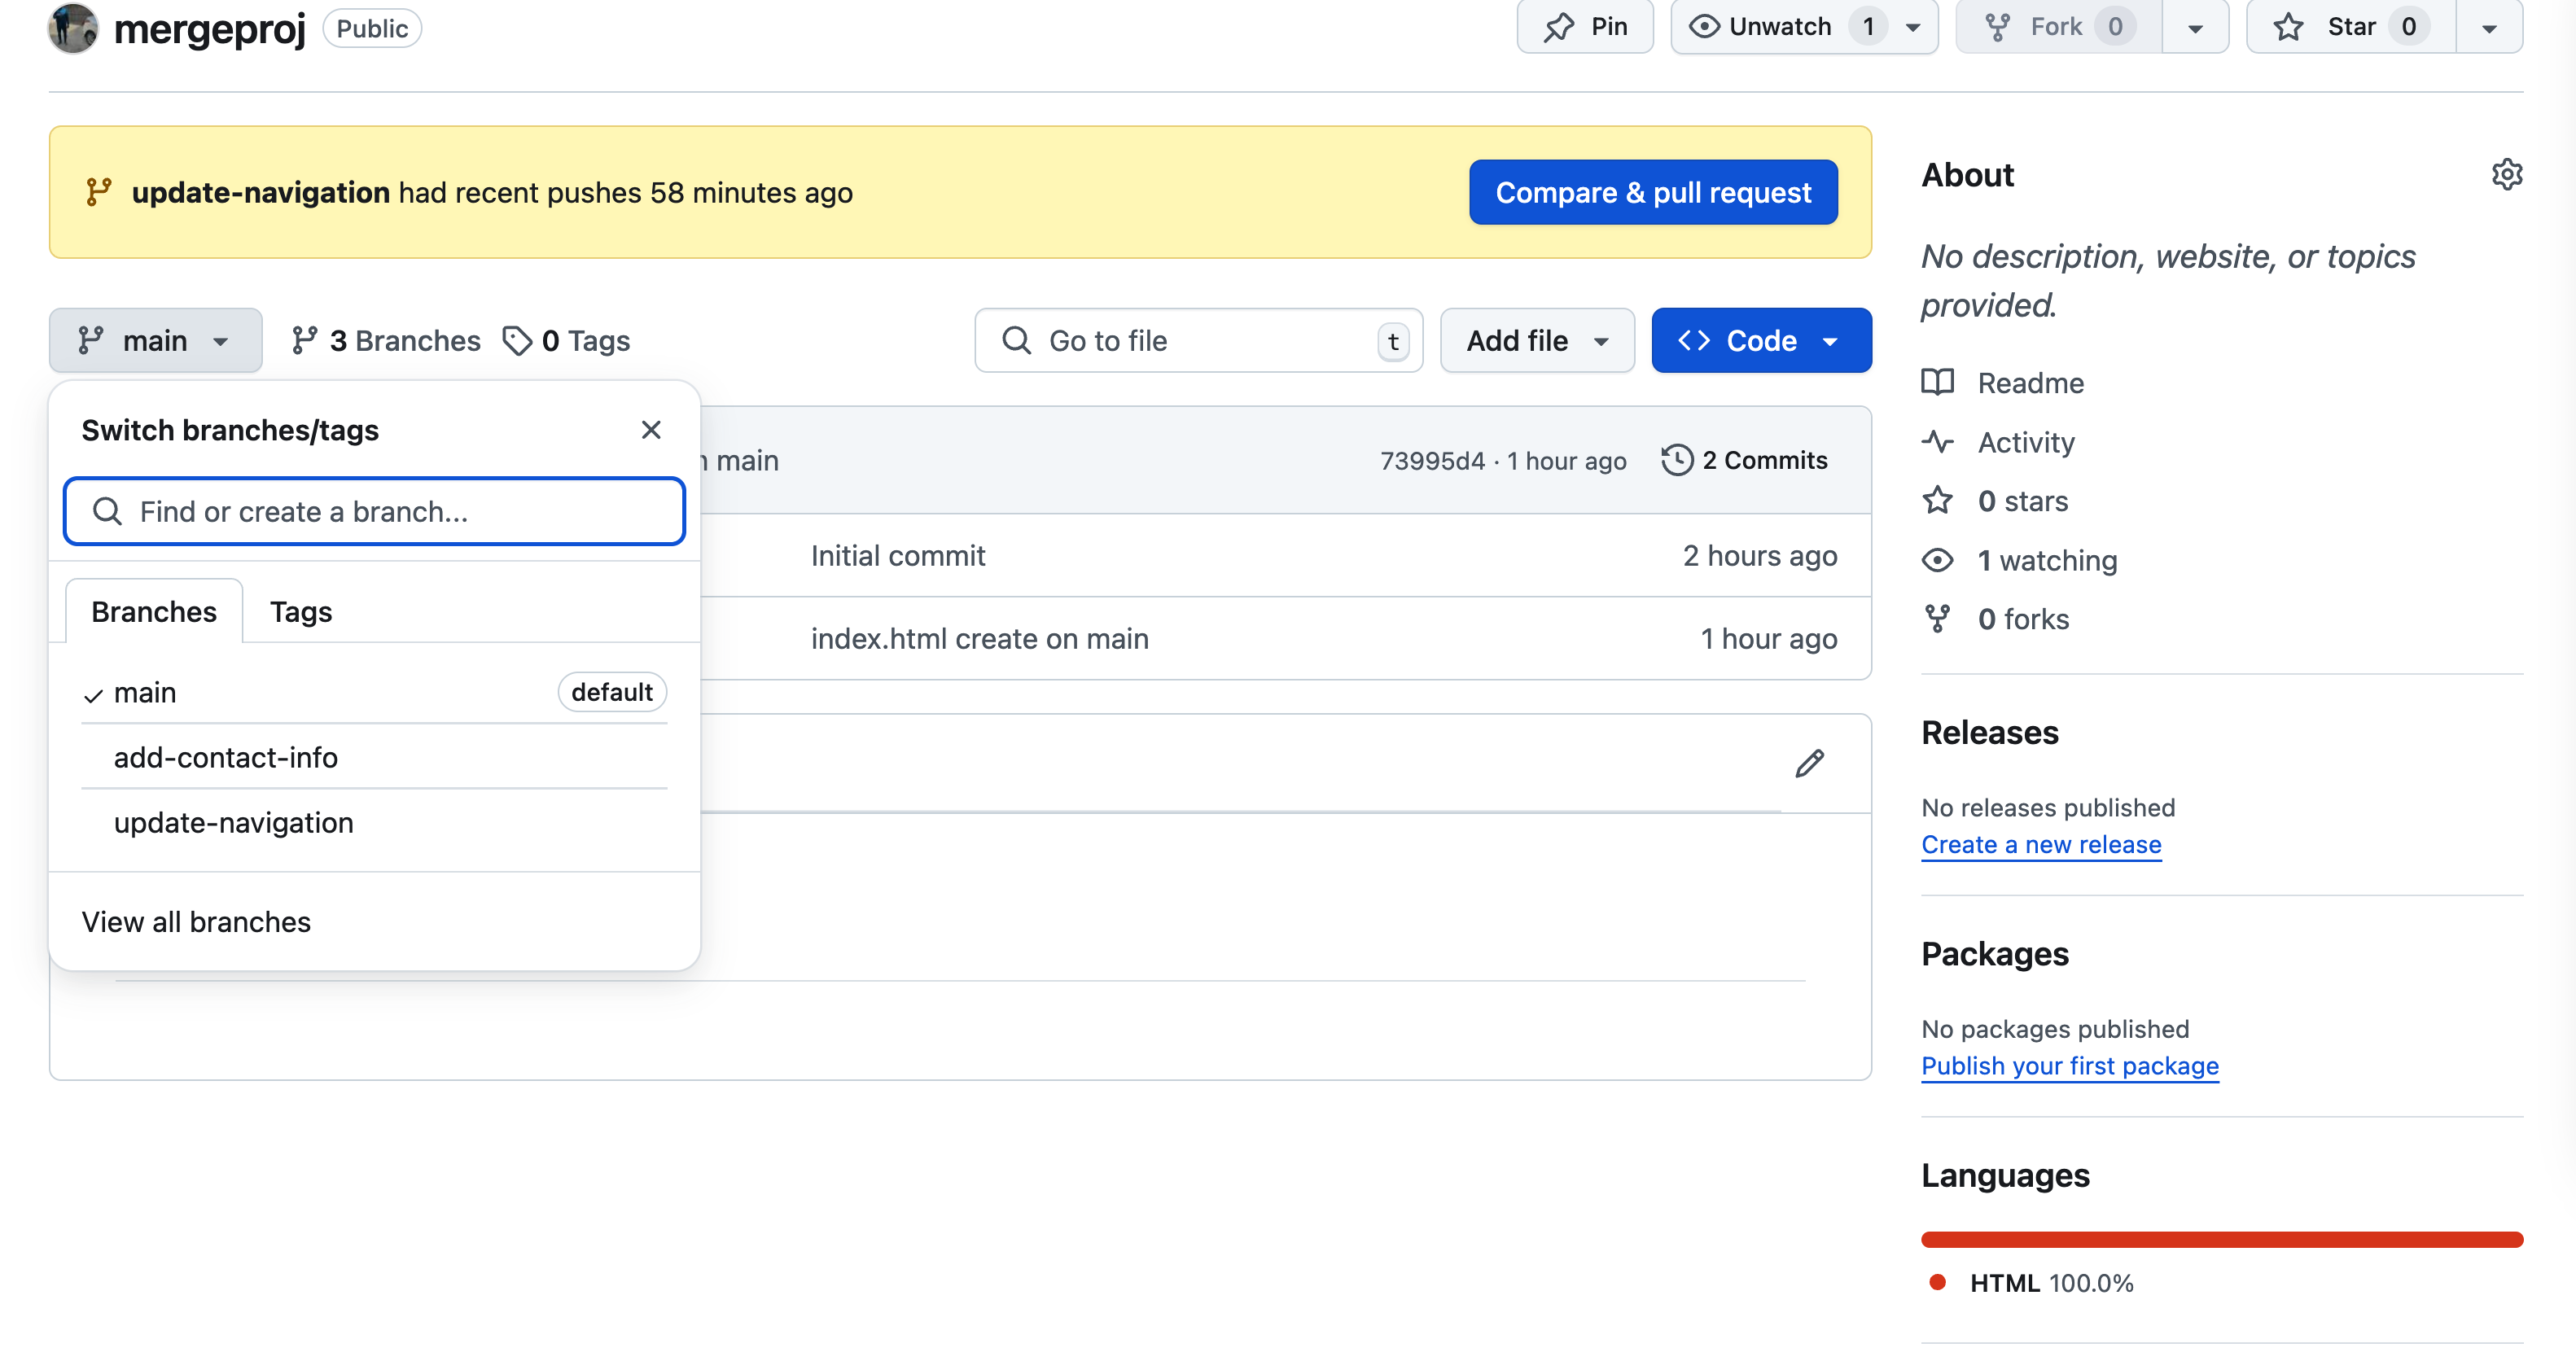 mergeproj Public Pin Unwatch 1 Fork 0 Star 0
update-navigation had recent pushes 58 minutes ago Compare & pull request
main 3 Branches 0 Tags Go to file t Add file Code
Switch branches/tags
Find or create a branch...
Branches Tags
main default
add-contact-info
update-navigation
View all branches
main 73995d4 · 1 hour ago 2 Commits
Initial commit 2 hours ago
index.html create on main 1 hour ago
About
No description, website, or topics
provided.
Readme
Activity
0 stars
1 watching
0 forks
Releases
No releases published
Create a new release
Packages
No packages published
Publish your first package
Languages
HTML 100.0%